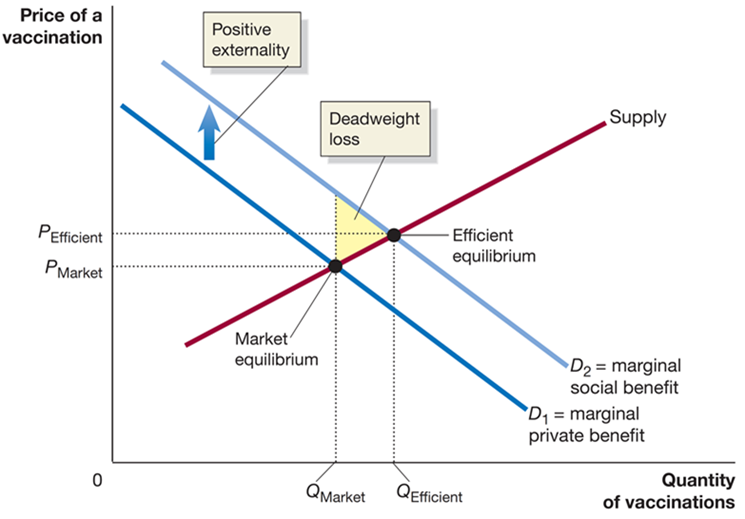 Price of a
vaccination
Positive
externality
Deadweight
loss
Supply
PEfficient
Efficient
equilibrium
PMarket
Market
equilibrium
D2 = marginal
social benefit
D1 = marginal
private benefit
0
QMarket
QEfficient
Quantity
of vaccinations